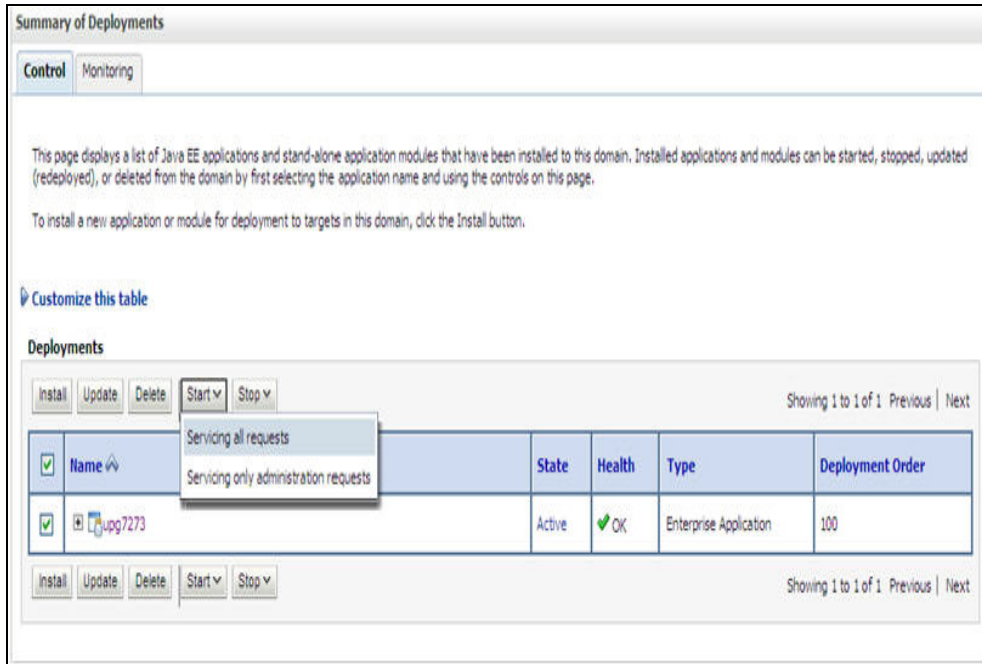 Summary of Deployments
Control Monitoring
This page displays a list of Java EE applications and stand-alone application modules that have been installed to this domain. Installed applications and modules can be started, stopped, updated
(redeployed), or deleted from the domain by first selecting the application name and using the controls on this page.
To install a new application or module for deployment to targets in this domain, click the Install button.
Customize this table
Deployments
Install Update Delete Start Stop Showing 1 to 1 of 1 Previous | Next
Servicing all requests
Servicing only administration requests
Name State Health Type Deployment Order
upg7273 Active OK Enterprise Application 100
Install Update Delete Start Stop Showing 1 to 1 of 1 Previous | Next